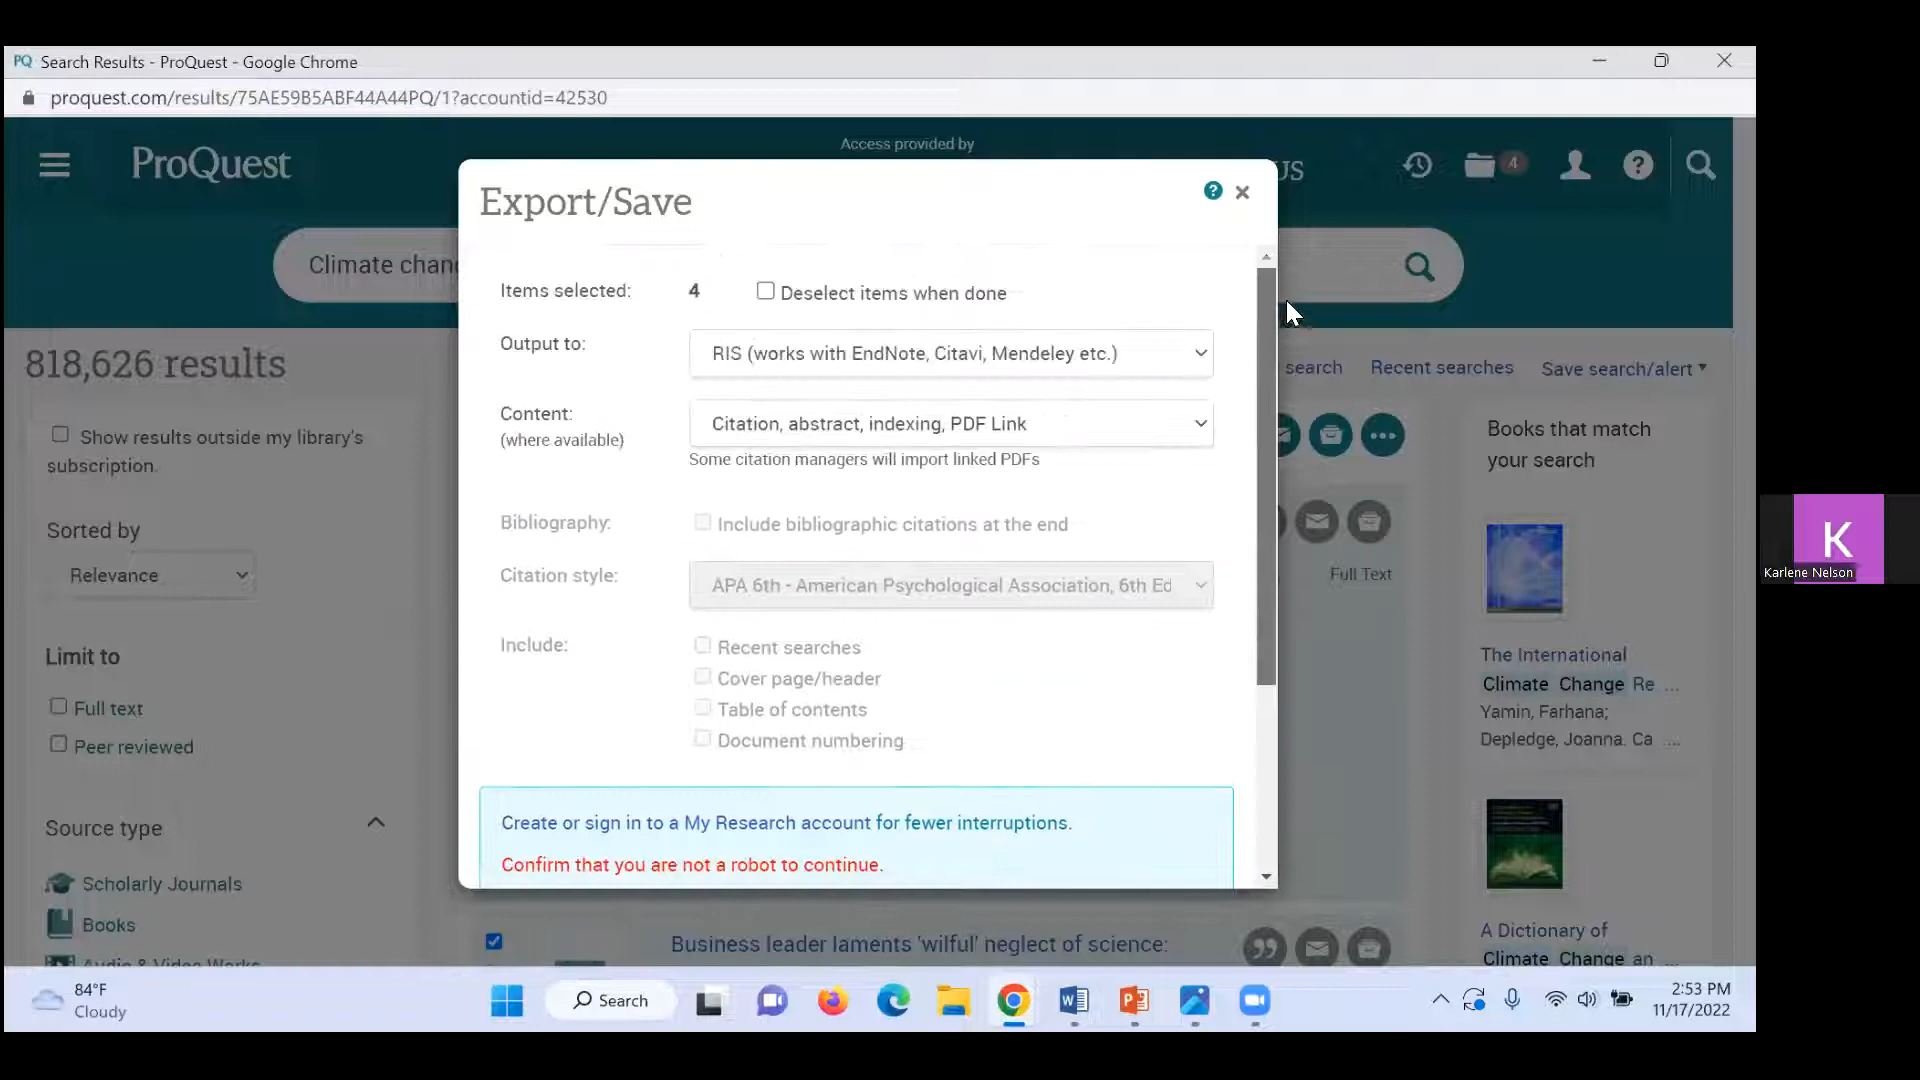 PQ Search Results - ProQuest - Google Chrome
proquest.com/results/75AE59B5ABF44A44PQ/1?accountid=42530
ProQuest
Access provided by
US
4
?
Climate chan
818,626 results
search
Recent searches
Save search/alert
Show results outside my library's
subscription.
Sorted by
Relevance
Limit to
Full text
Peer reviewed
Source type
Scholarly Journals
Books
Audio & Video Works
Export/Save
?
Items selected: 4 Deselect items when done
Output to: RIS (works with EndNote, Citavi, Mendeley etc.)
Content: Citation, abstract, indexing, PDF Link
(where available)
Some citation managers will import linked PDFs
Bibliography: Include bibliographic citations at the end
Citation style: APA 6th - American Psychological Association, 6th Ed
Include: Recent searches
Cover page/header
Table of contents
Document numbering
Create or sign in to a My Research account for fewer interruptions.
Confirm that you are not a robot to continue.
Full Text
Business leader laments 'wilful' neglect of science:
Books that match
your search
The International
Climate Change Re ...
Yamin, Farhana;
Depledge, Joanna. Ca ...
A Dictionary of
Climate Change an ...
K
Karlene Nelson
84°F
Cloudy
Search
2:53 PM
11/17/2022